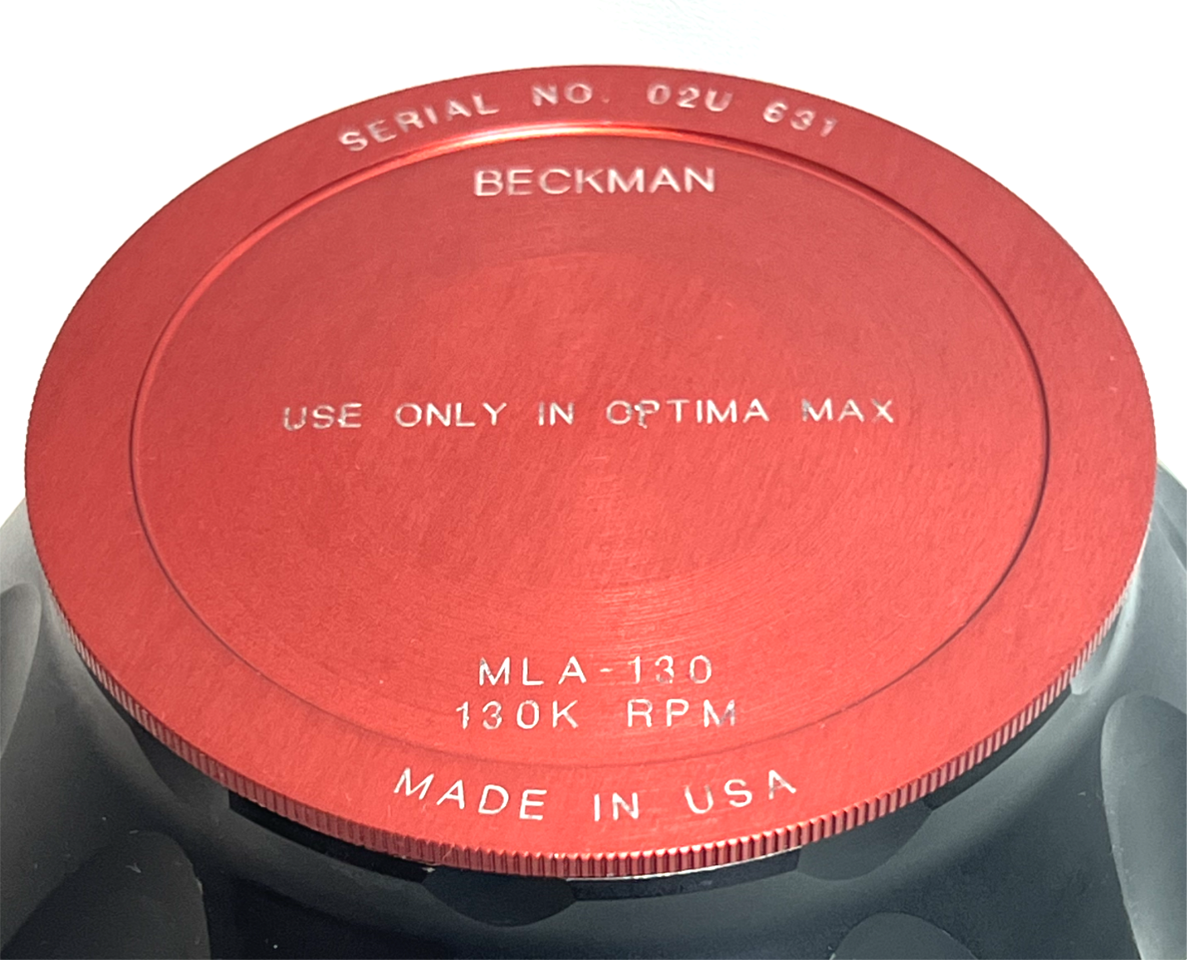 SERIAL NO. 02U 631
BECKMAN
USE ONLY IN OPTIMA MAX
MLA-130
130K RPM
MADE IN USA